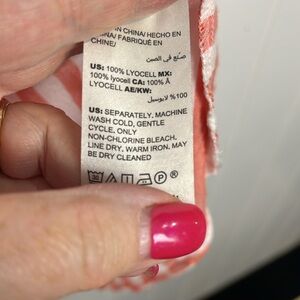 IN CHINA/ HECHO EN
CHINA/ FABRIQUÉ EN
CHINE/
صنع في الصين
US: 100% LYOCELL MX:
100% lyocell CA: 100%
LYOCELL AE/KW:
100% لايوسيل
US: SEPARATELY. MACHINE
WASH COLD, GENTLE
CYCLE. ONLY
NON-CHLORINE BLEACH.
LINE DRY. WARM IRON. MAY
BE DRY CLEANED